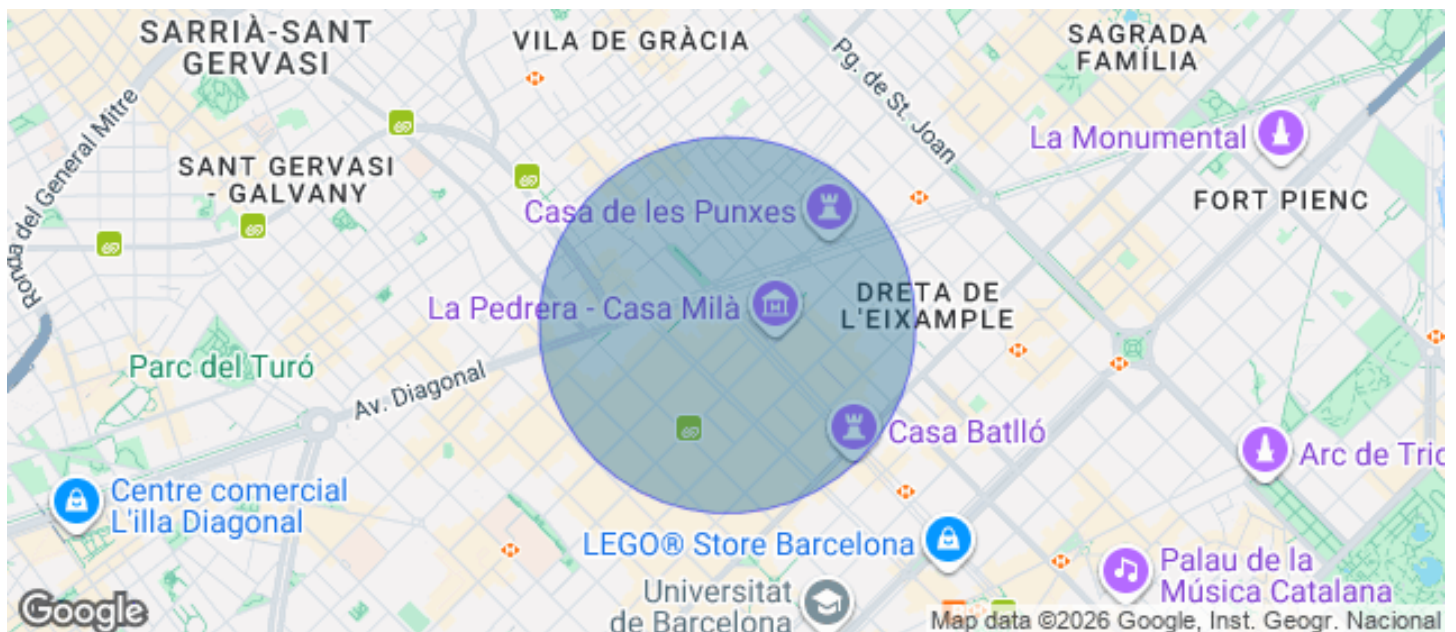 SARRIÀ-SANT
GERVASI
VILA DE GRÀCIA
SAGRADA
FAMÍLIA
Pg. de St. Joan
Ronda del General Mitre
La Monumental
SANT GERVASI
- GALVANY
FORT PIENC
Casa de les Punxes
La Pedrera - Casa Milà
DRETA DE
L'EIXAMPLE
Parc del Turó
Av. Diagonal
Casa Batlló
Arc de Tric
Centre comercial
L'illa Diagonal
LEGO® Store Barcelona
Palau de la
Música Catalana
Universitat
de Barcelona
Google
Map data ©2026 Google, Inst. Geogr. Nacional